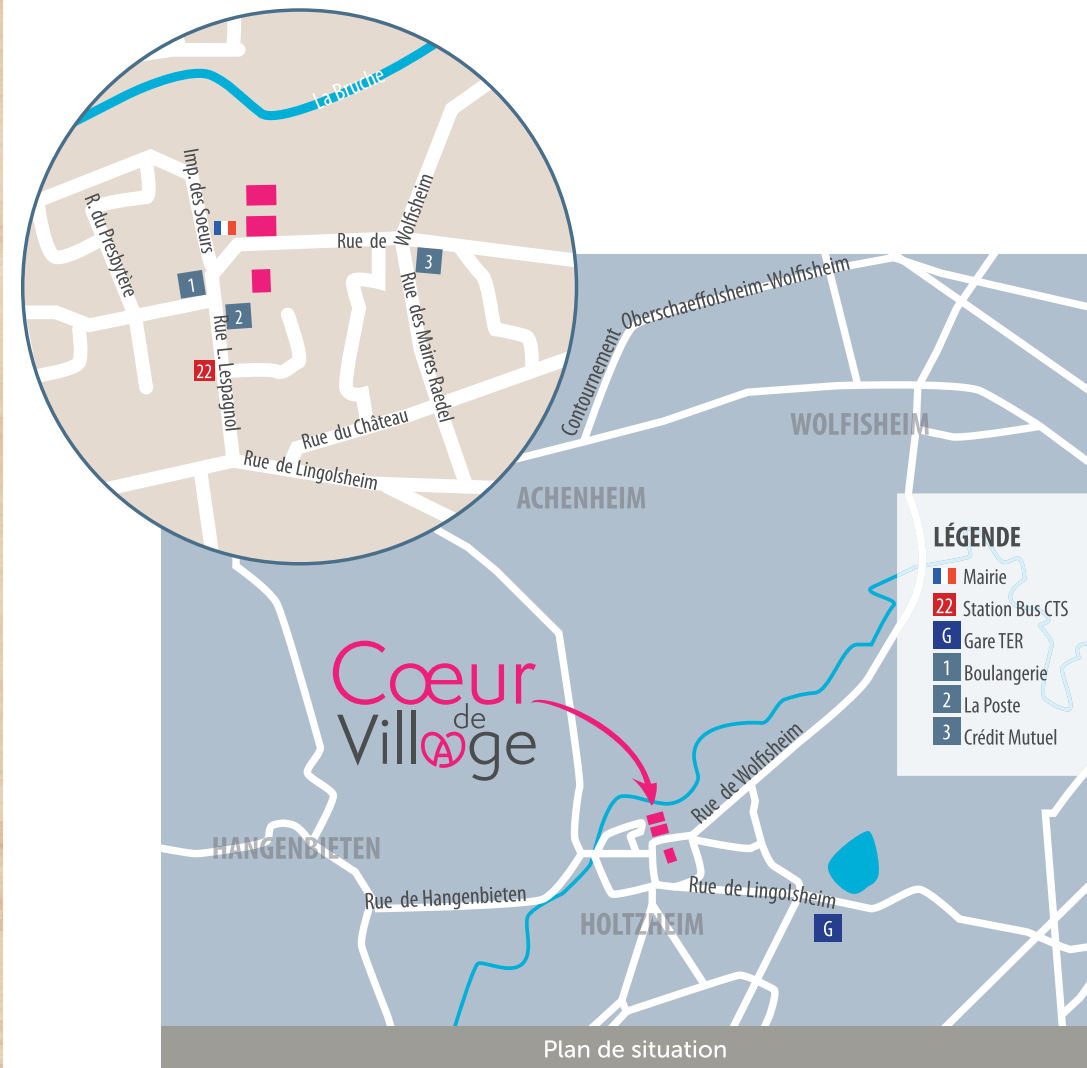 La Bruche
Imp. des Soeurs
R. du Presbytère
Rue de Wolfisheim
1
2
3
22
Rue L. Lespagnol
Rue des Maires Raedel
Rue du Château
Rue de Lingolsheim
Contournement Oberschaeffolsheim-Wolfisheim
WOLFISHEIM
ACHENHEIM
LÉGENDE
Mairie
22 Station Bus CTS
G Gare TER
1 Boulangerie
2 La Poste
3 Crédit Mutuel
Cœur
de
Village
Rue de Wolfisheim
HANGENBIETEN
Rue de Hangenbieten
Rue de Lingolsheim
HOLTZHEIM
G
Plan de situation